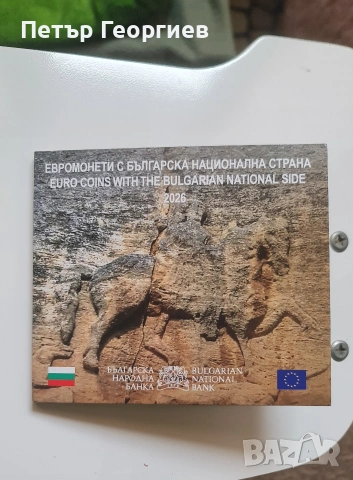 Петър Георгиев
ЕВРОМОНЕТИ С БЪЛГАРСКА НАЦИОНАЛНА СТРАНА
EURO COINS WITH THE BULGARIAN NATIONAL SIDE
2026
БЪЛГАРСКА
НАРОДНА
БАНКА
BULGARIAN
NATIONAL
BANK
BAZAR